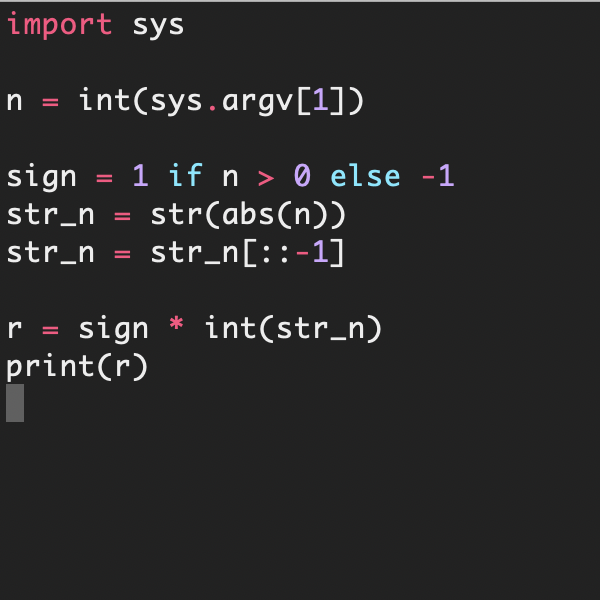 import sys
n = int(sys.argv[1])
sign = 1 if n > 0 else -1
str_n = str(abs(n))
str_n = str_n[::-1]
r = sign * int(str_n)
print(r)